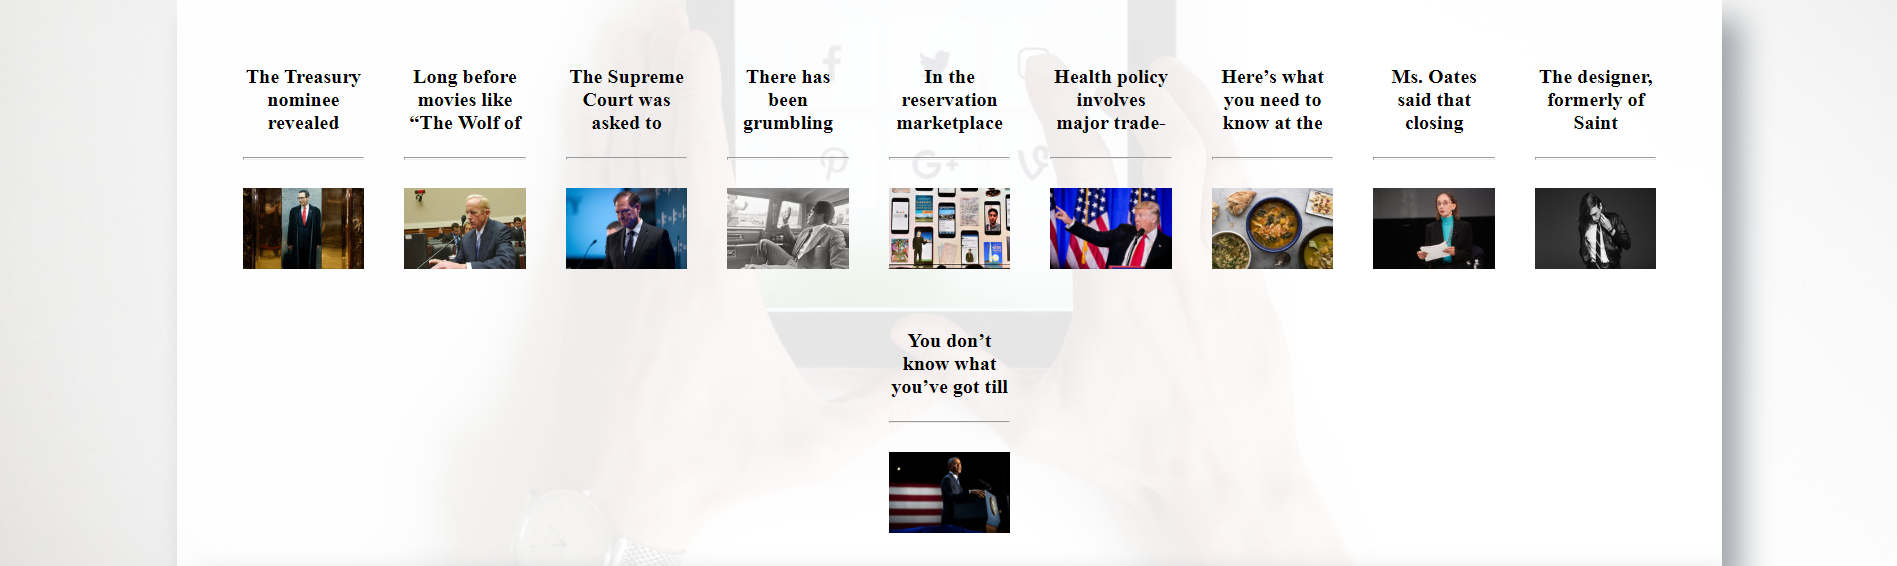 The Treasury
nominee
revealed
Long before
movies like
“The Wolf of
The Supreme
Court was
asked to
There has
been
grumbling
In the
reservation
marketplace
Health policy
involves
major trade-
Here’s what
you need to
know at the
Ms. Oates
said that
closing
The designer,
formerly of
Saint
G+
You don’t
know what
you’ve got till